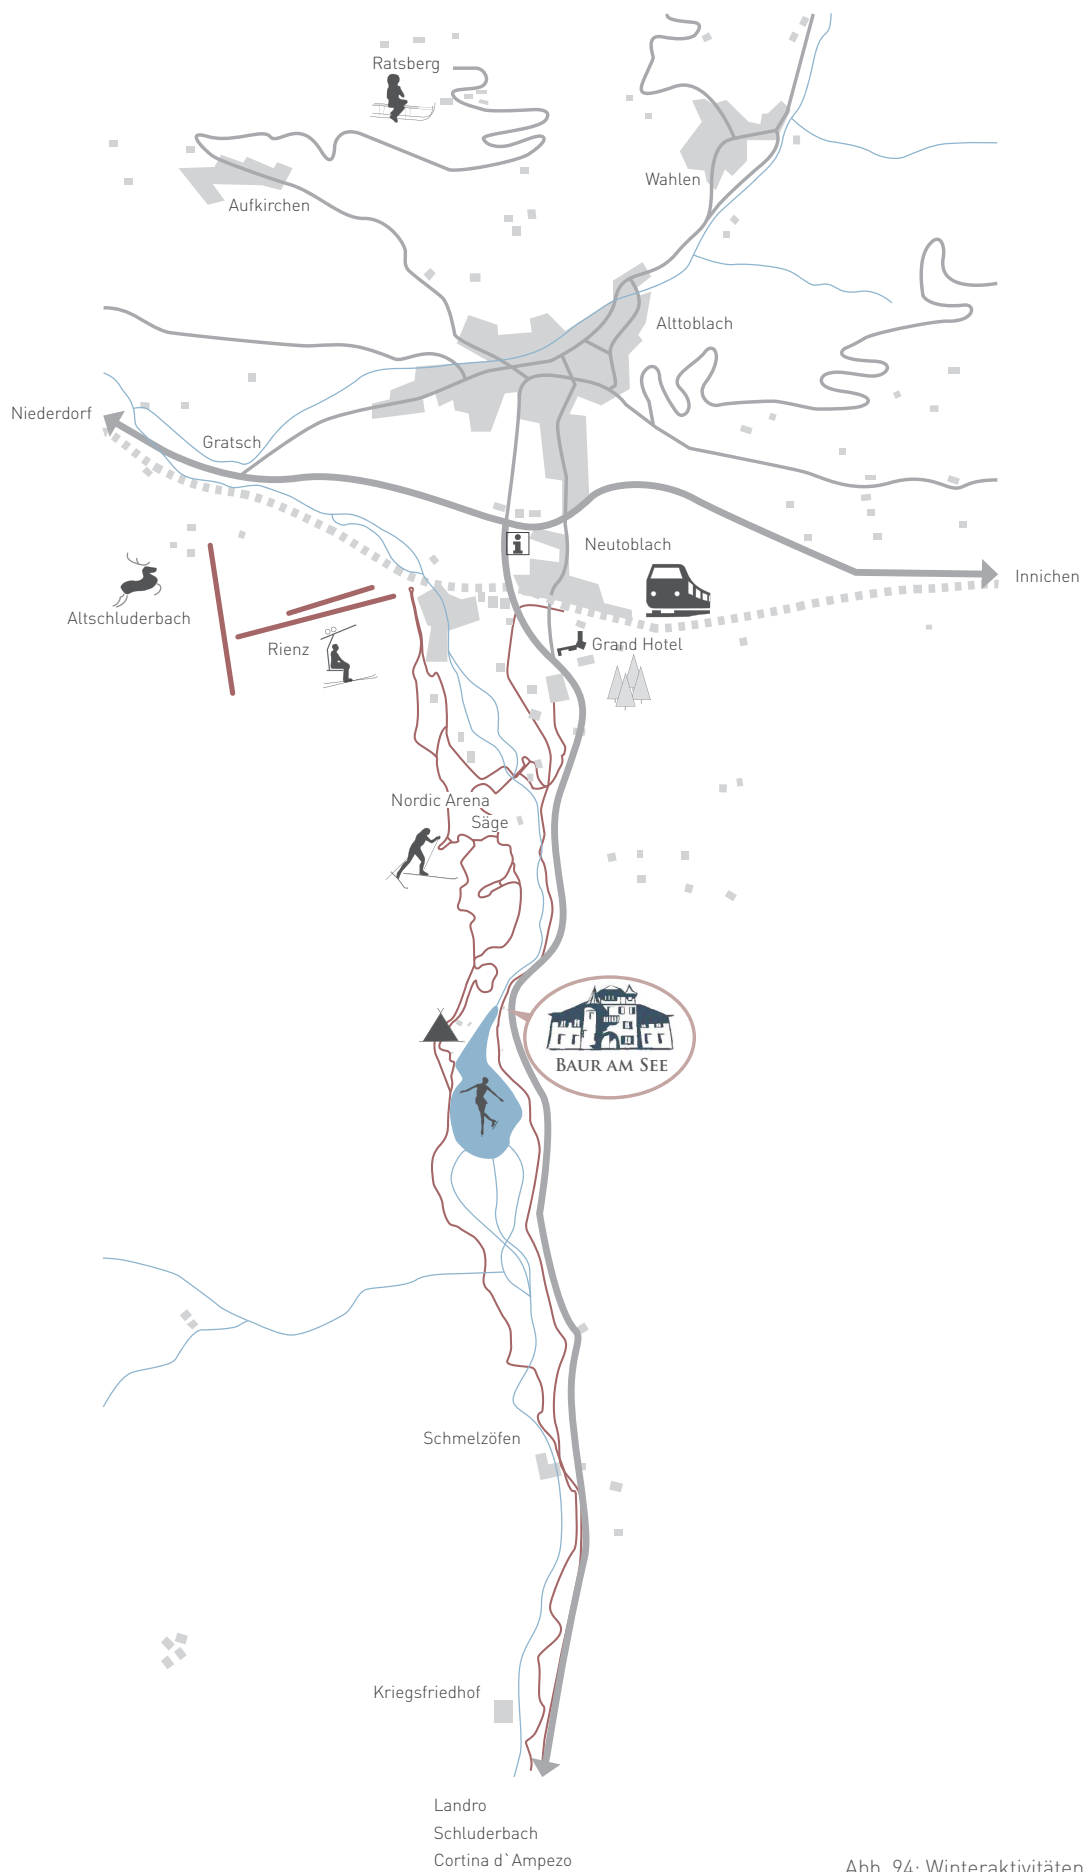 Ratsberg
Wahlen
Aufkirchen
Alttoblach
Niederdorf
Gratsch
i
Neutoblach
Innichen
Altschluderbach
Grand Hotel
Rienz
Nordic Arena
Säge
BAUR AM SEE
Schmelzöfen
Kriegsfriedhof
Landro
Schluderbach
Cortina d`Ampezo
Abb. 94: Winteraktivitäten